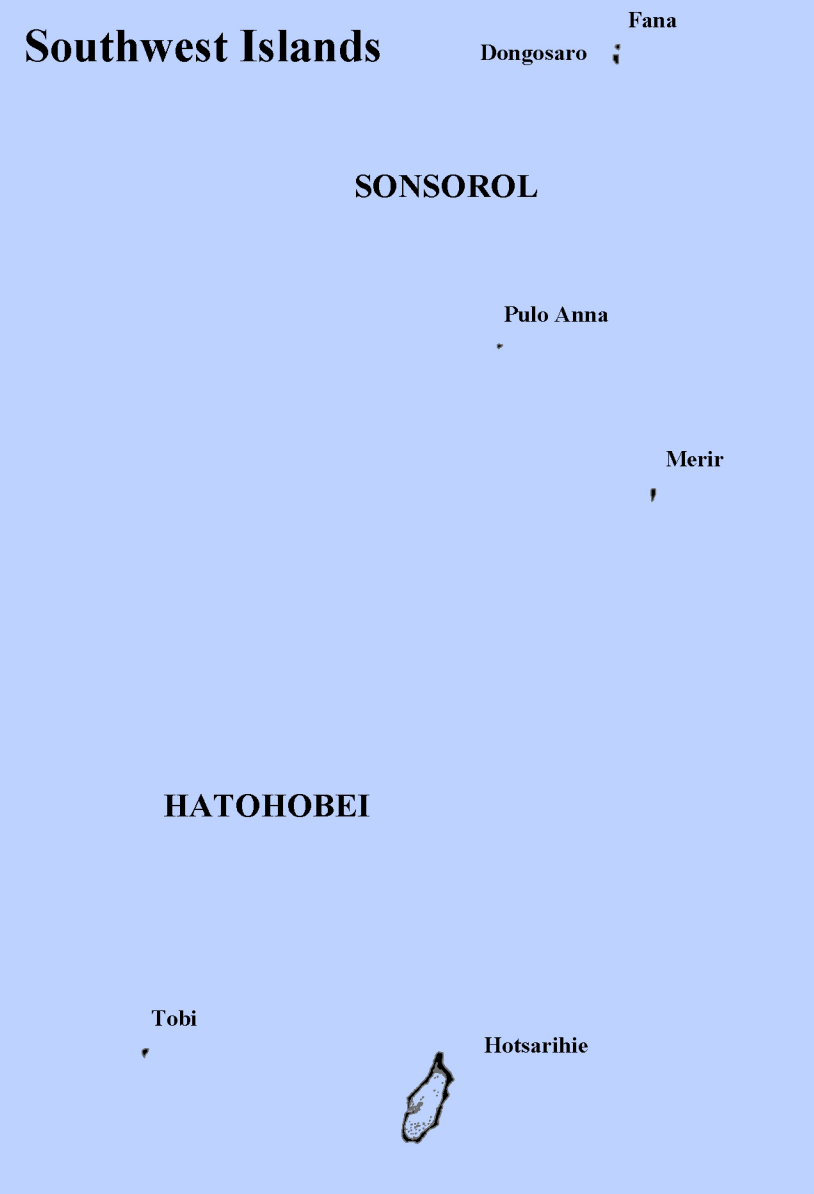 Fana
Southwest Islands
Dongosaro
SONSOROL
Pulo Anna
Merir
HATOHOBEI
Tobi
Hotsarihie